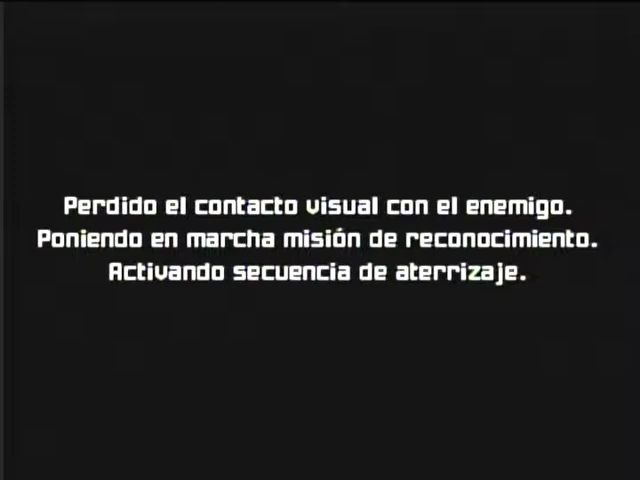 Perdido el contacto visual con el enemigo.
Poniendo en marcha misión de reconocimiento.
Activando secuencia de aterrizaje.